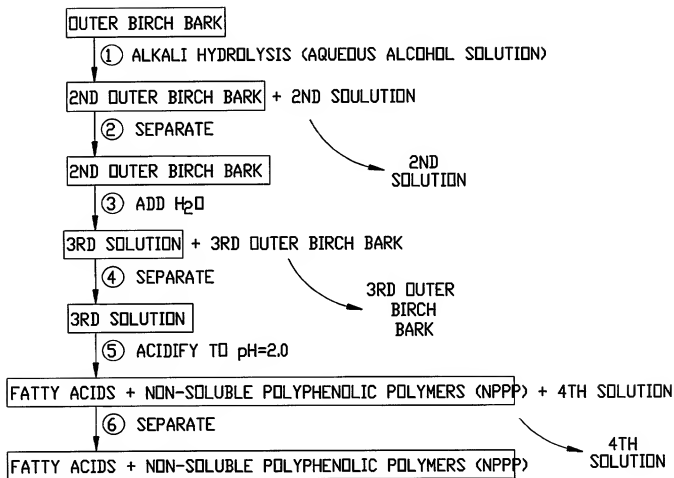 OUTER BIRCH BARK
① ALKALI HYDROLYSIS (AQUEOUS ALCOHOL SOLUTION)
2ND OUTER BIRCH BARK + 2ND SOULUTION
② SEPARATE
2ND
SOLUTION
2ND OUTER BIRCH BARK
③ ADD H2O
3RD SOLUTION + 3RD OUTER BIRCH BARK
④ SEPARATE
3RD OUTER
BIRCH
BARK
3RD SOLUTION
⑤ ACIDIFY TO pH=2.0
FATTY ACIDS + NON-SOLUBLE POLYPHENOLIC POLYMERS (NPPP) + 4TH SOLUTION
⑥ SEPARATE
4TH
SOLUTION
FATTY ACIDS + NON-SOLUBLE POLYPHENOLIC POLYMERS (NPPP)